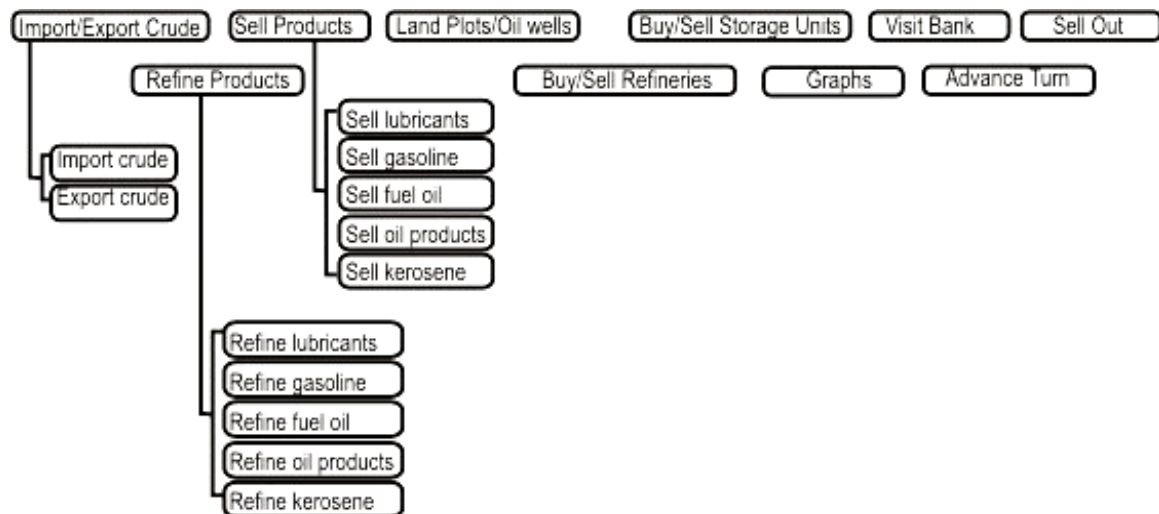 Import/Export Crude
Sell Products
Land Plots/Oil wells
Buy/Sell Storage Units
Visit Bank
Sell Out
Refine Products
Buy/Sell Refineries
Graphs
Advance Turn
Sell lubricants
Sell gasoline
Sell fuel oil
Sell oil products
Sell kerosene
Import crude
Export crude
Refine lubricants
Refine gasoline
Refine fuel oil
Refine oil products
Refine kerosene